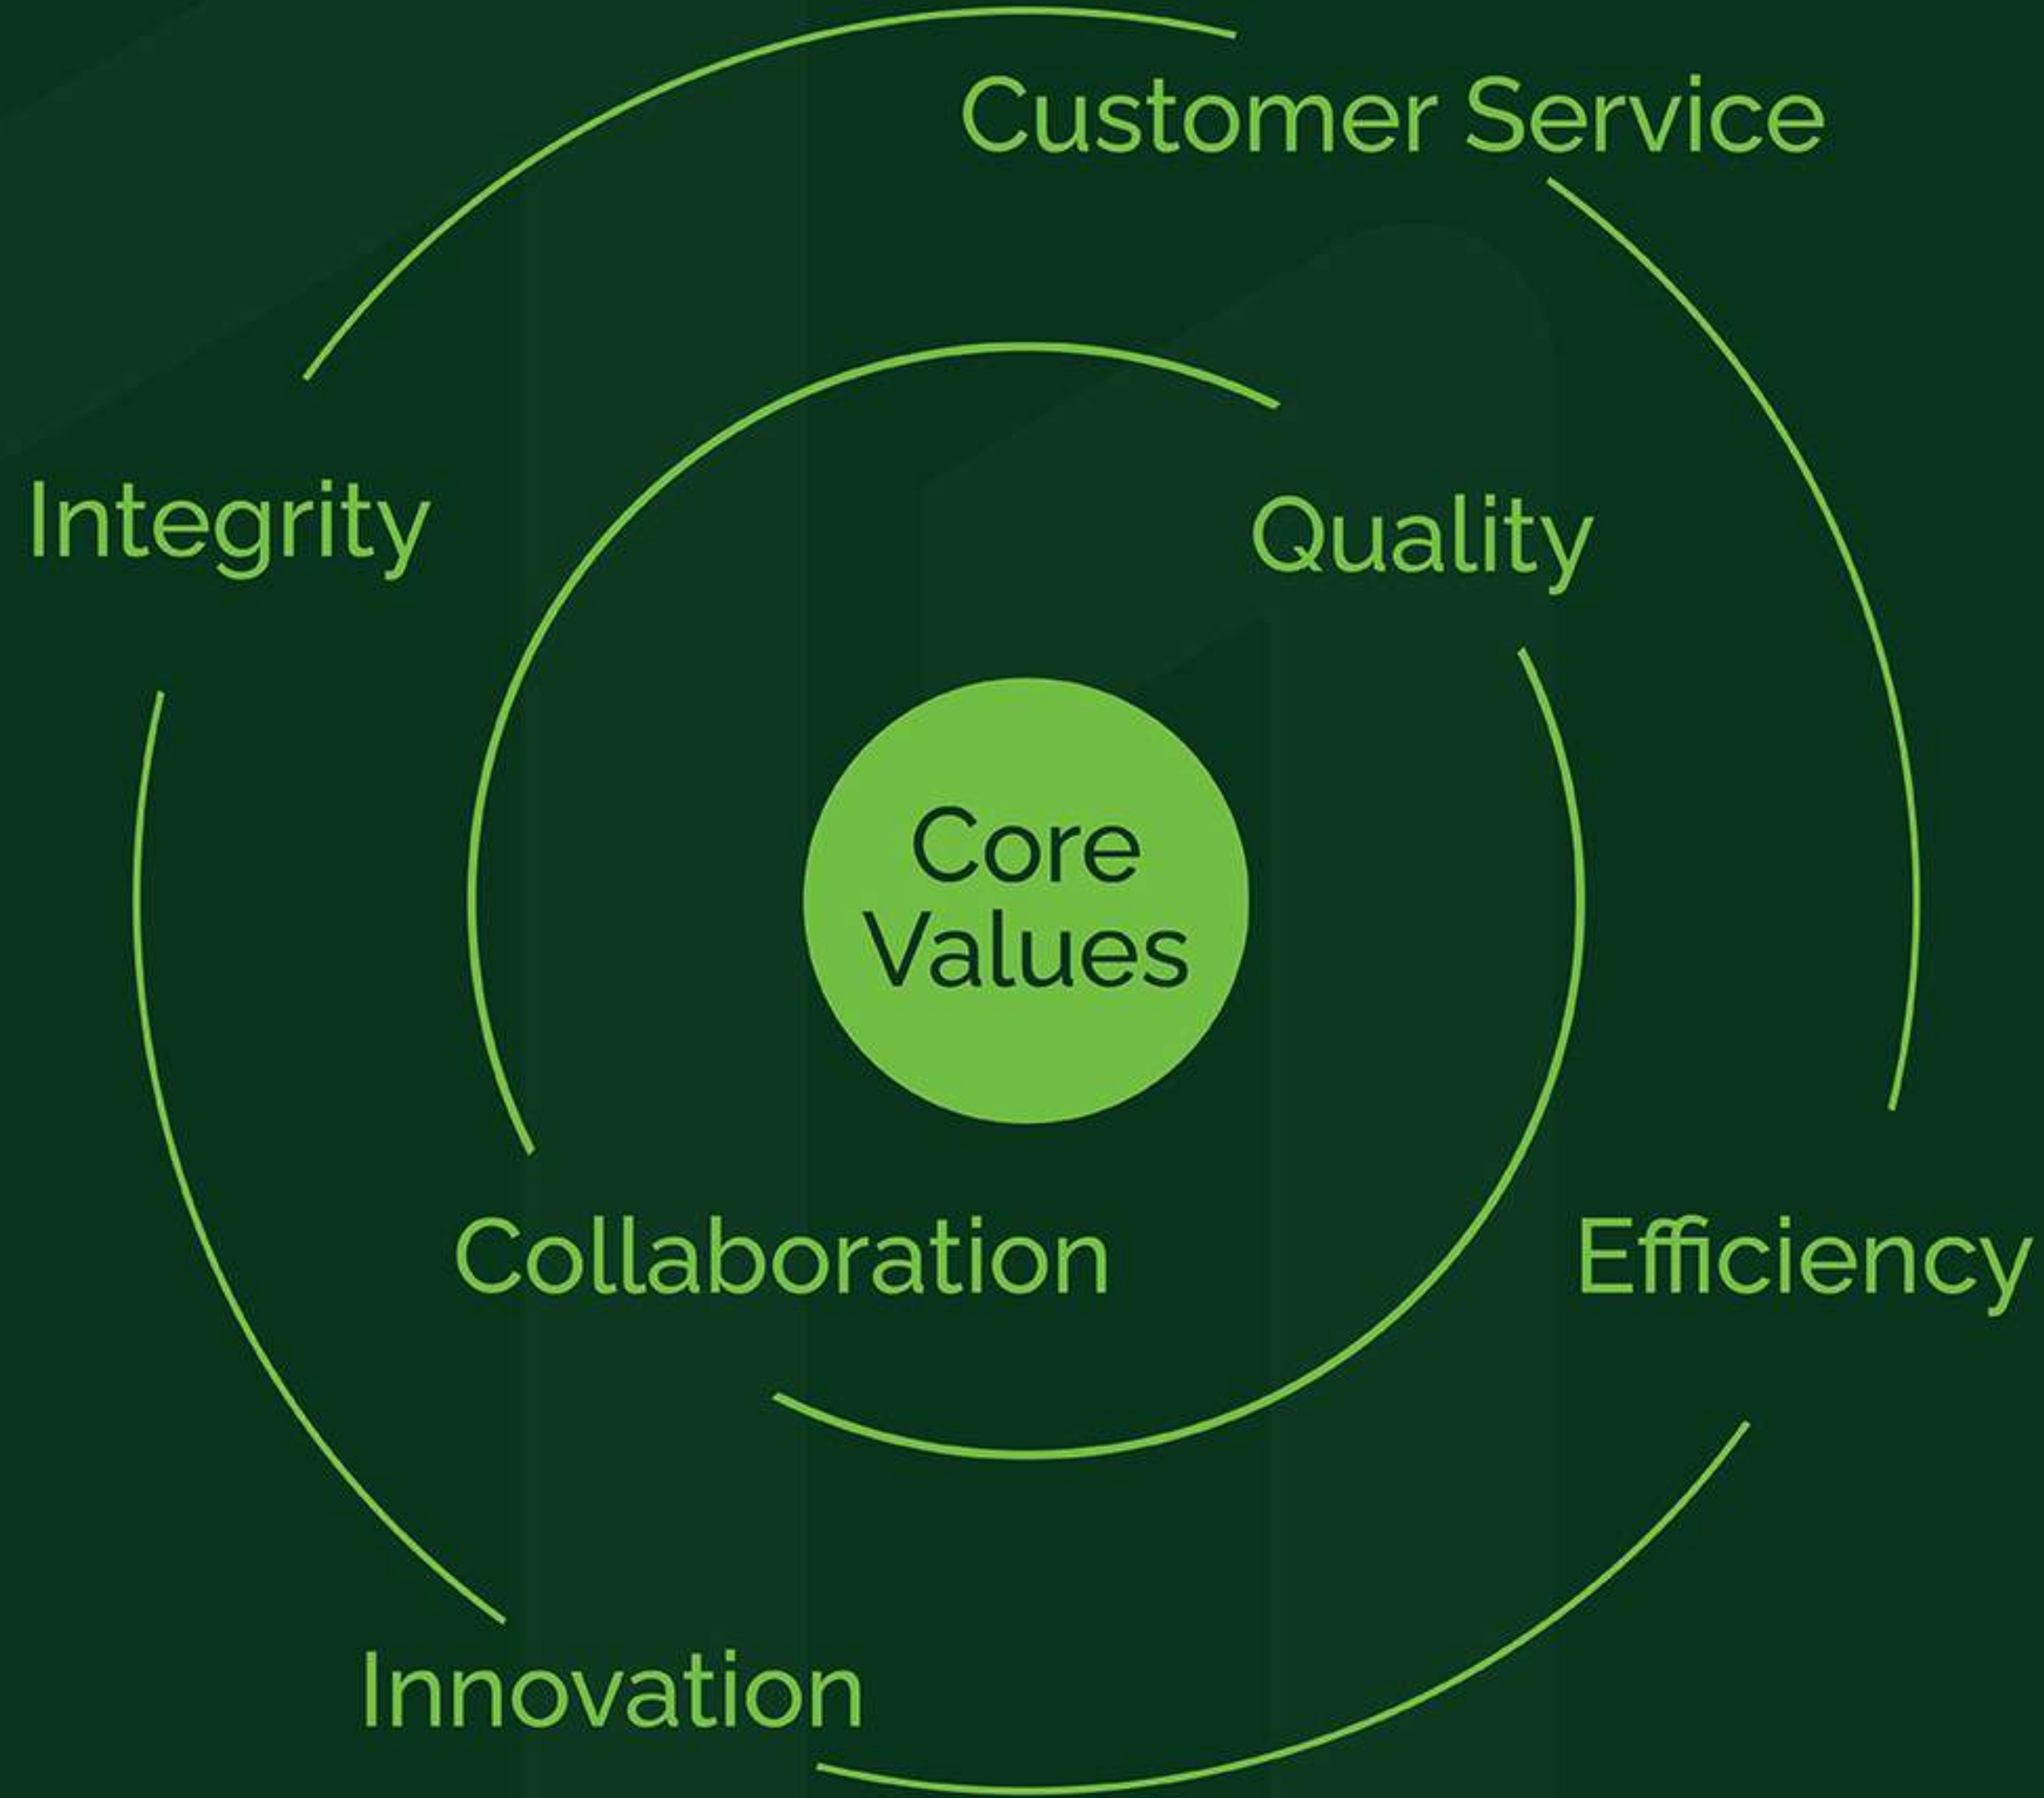 Customer Service
Integrity
Quality
Core
Values
Collaboration
Efficiency
Innovation